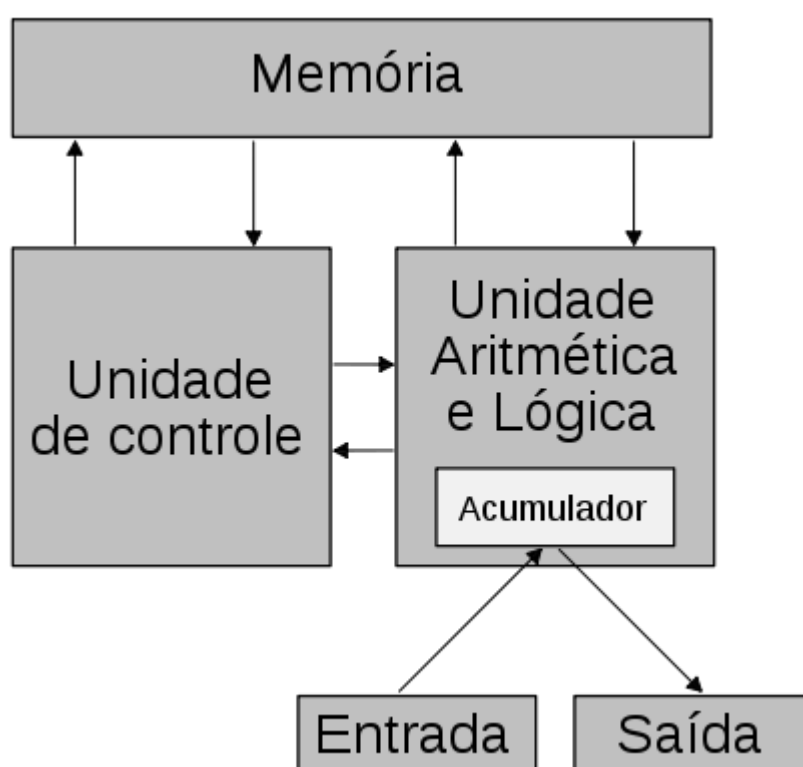 Memória
Unidade
de controle
Unidade
Aritmética
e Lógica
Acumulador
Entrada
Saída